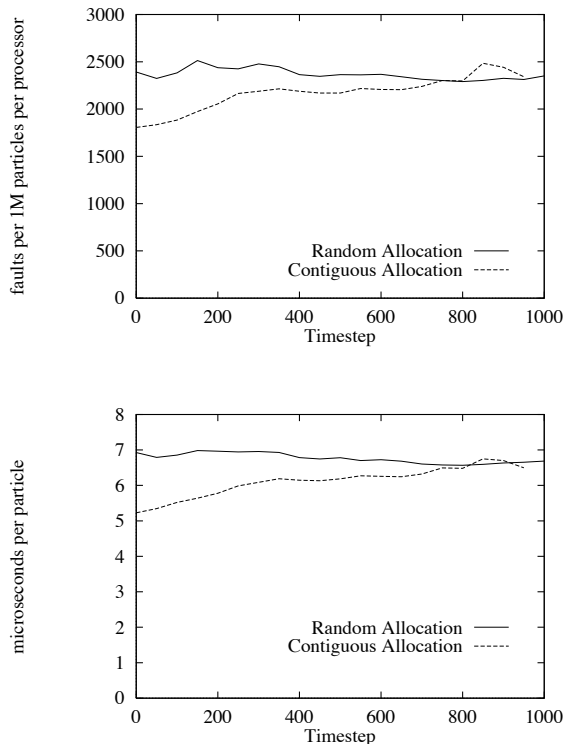 faults per 1M particles per processor
3000
2500
2000
1500
1000
500
0
Random Allocation
Contiguous Allocation
0 200 400 600 800 1000
Timestep
microseconds per particle
8
7
6
5
4
3
2
1
0
Random Allocation
Contiguous Allocation
0 200 400 600 800 1000
Timestep